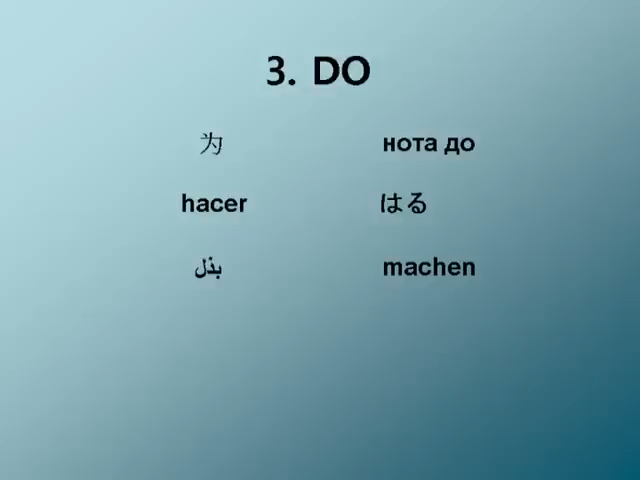 3. DO
为 нота до
hacer はる
بذل machen